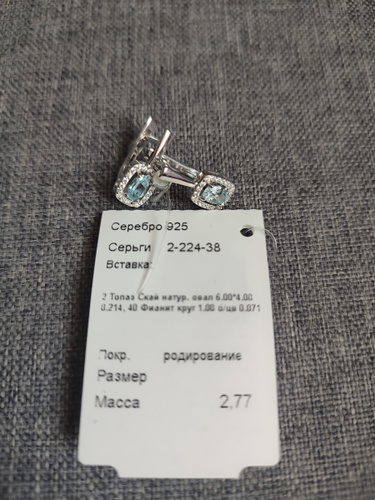 Серебро 925
Серьги 2-224-38
Вставка:
2 Топаз Скай натур. овал 6.00*4.00
0.214, 40 Фианит круг 1.00 б/цв 0.071
Покр. родирование
Размер
Масса 2,77